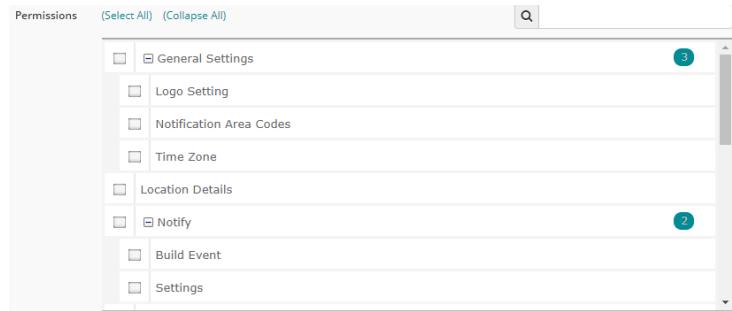 Permissions (Select All) (Collapse All)
General Settings 3
Logo Setting
Notification Area Codes
Time Zone
Location Details
Notify 2
Build Event
Settings